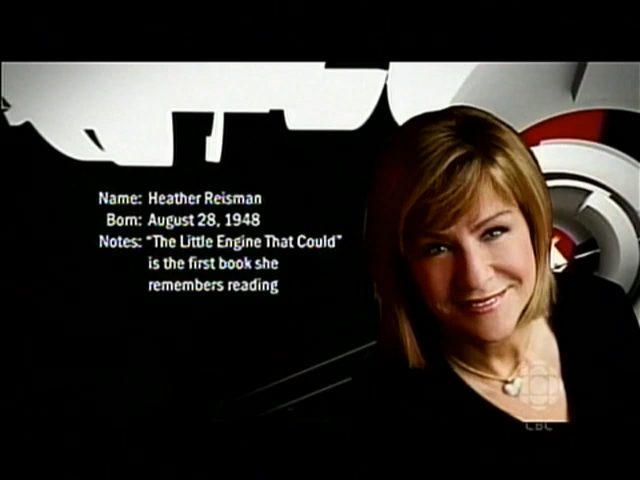 Name: Heather Reisman
Born: August 28, 1948
Notes: “The Little Engine That Could”
is the first book she
remembers reading
CBC